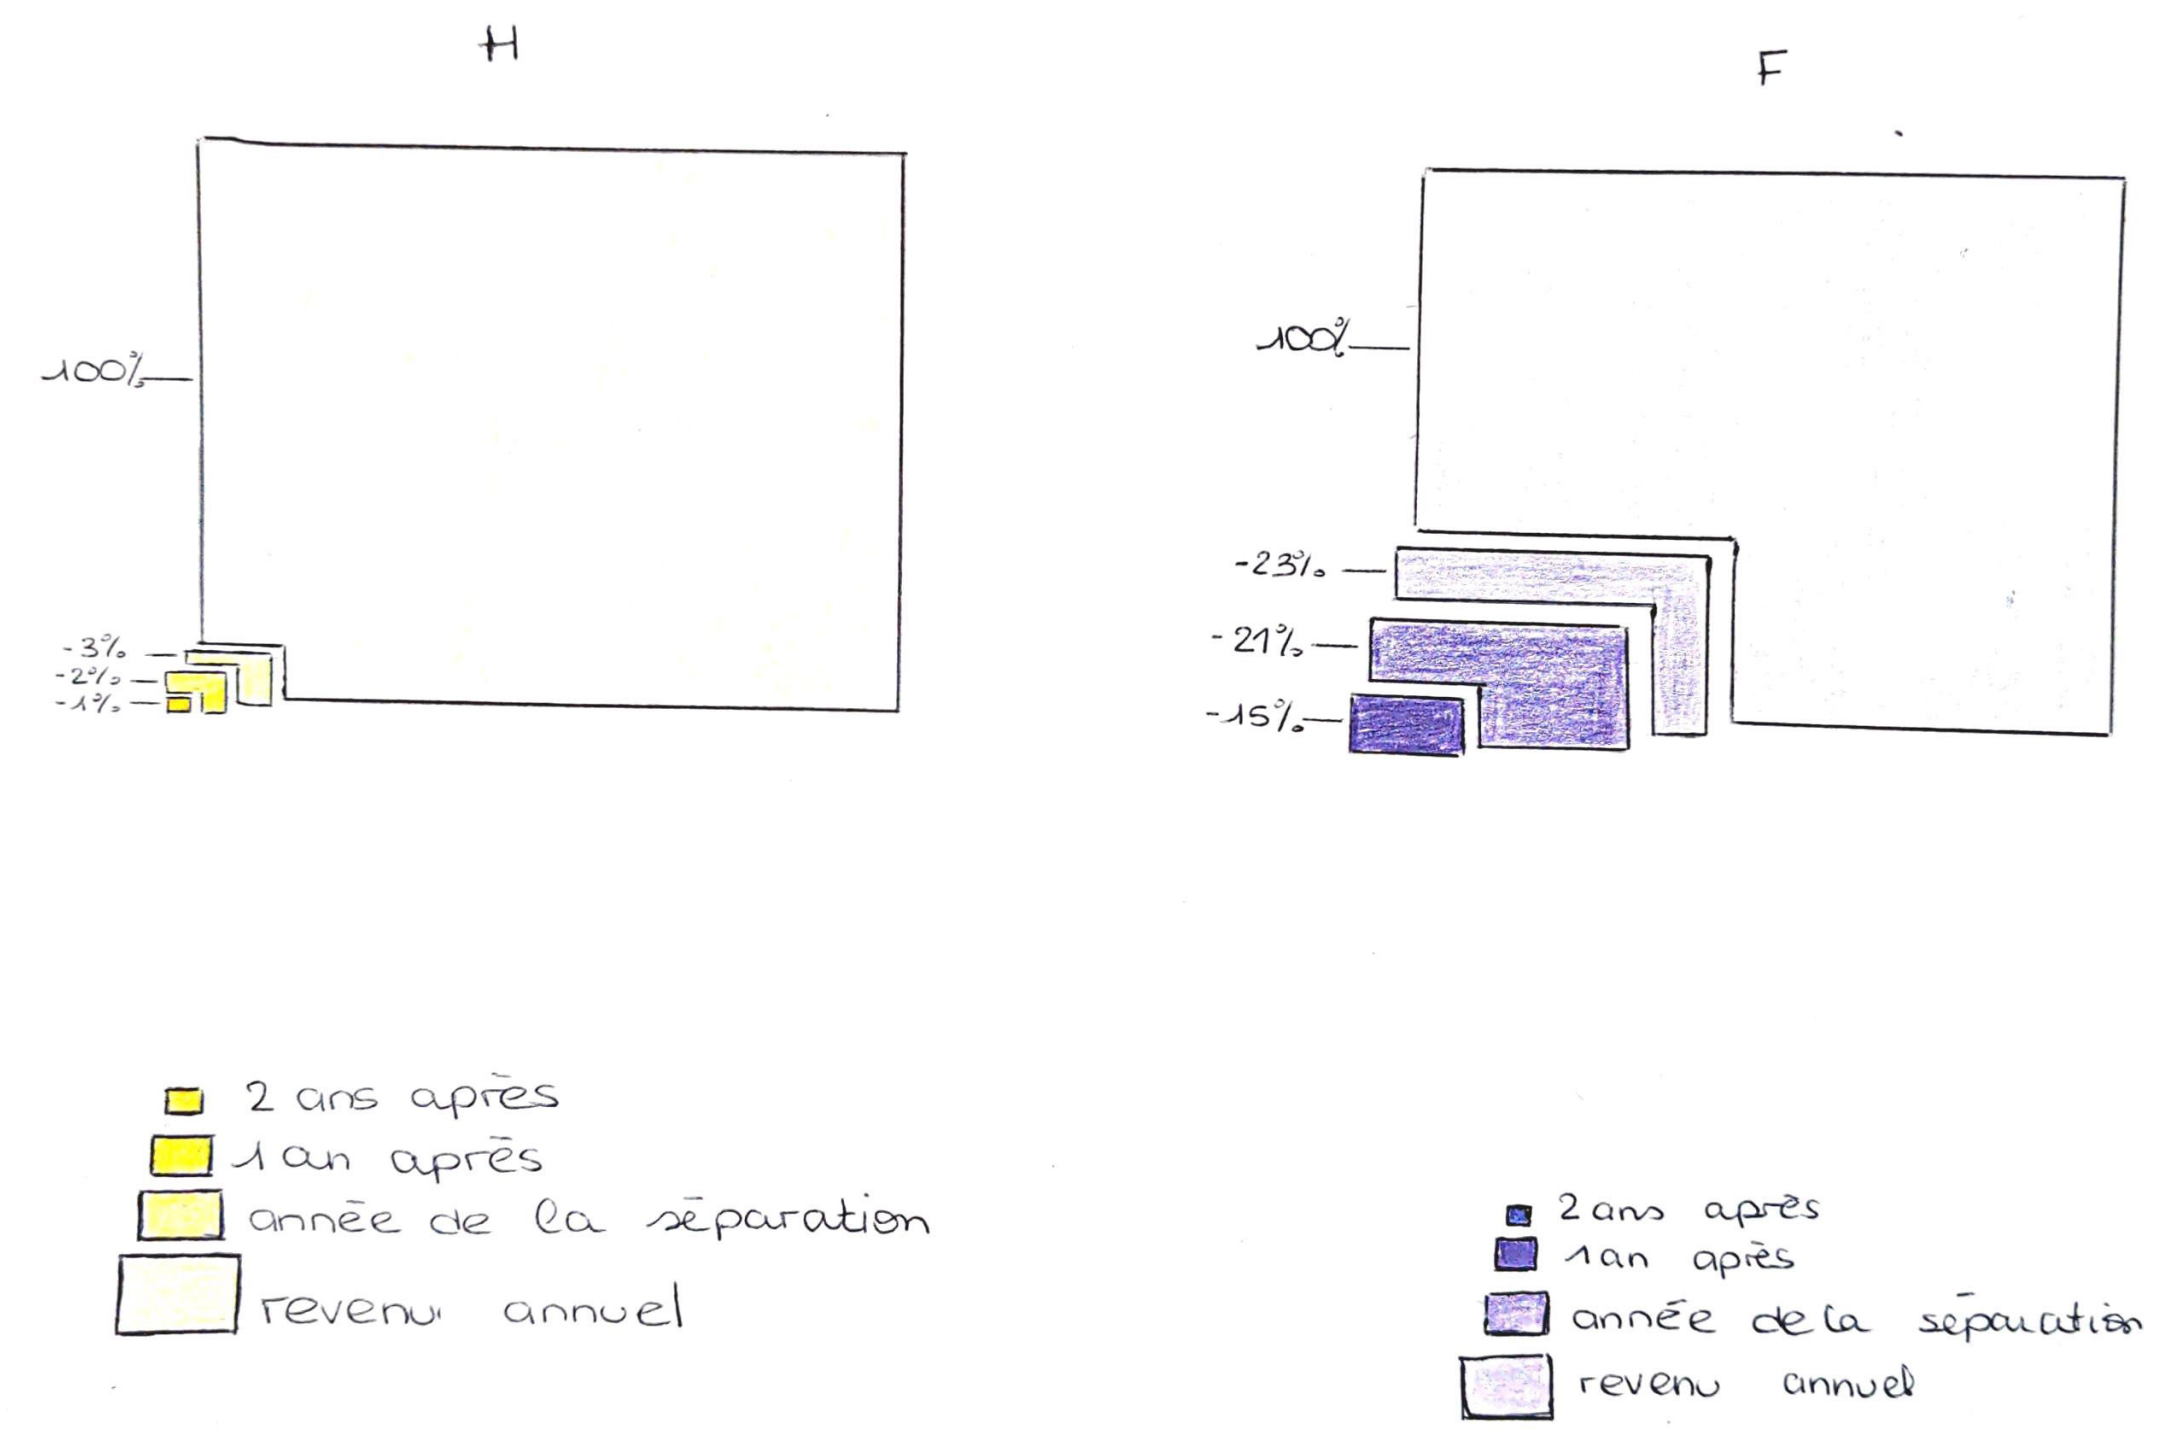 H
100%
-3%
-2%
-1%
2 ans après
1 an après
année de la séparation
revenu annuel
F
100%
-23%
-21%
-15%
2 ans après
1 an après
année de la séparation
revenu annuel